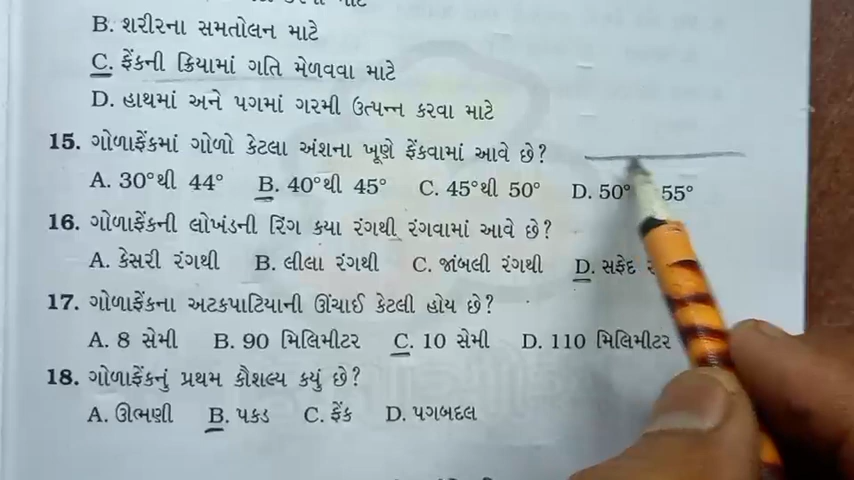 B. શરીરના સમતોલન માટે
C. ફેંકની ક્રિયામાં ગતિ મેળવવા માટે
D. હાથમાં અને પગમાં ગરમી ઉત્પન્ન કરવા માટે
15. ગોળાફેંકમાં ગોળો કેટલા અંશના ખૂણે ફેંકવામાં આવે છે?
A. 30°થી 44° B. 40°થી 45° C. 45°થી 50° D. 50° 55°
16. ગોળાફેંકની લોખંડની રિંગ કયા રંગથી રંગવામાં આવે છે?
A. કેસરી રંગથી B. લીલા રંગથી C. જાંબલી રંગથી D. સફેદ
17. ગોળાફેંકના અટકપાટિયાની ઊંચાઈ કેટલી હોય છે?
A. 8 સેમી B. 90 મિલિમીટર C. 10 સેમી D. 110 મિલિમીટર
18. ગોળાફેંકનું પ્રથમ કૌશલ્ય કયું છે?
A. ઊભણી B. પકડ C. ફેંક D. પગબદલ